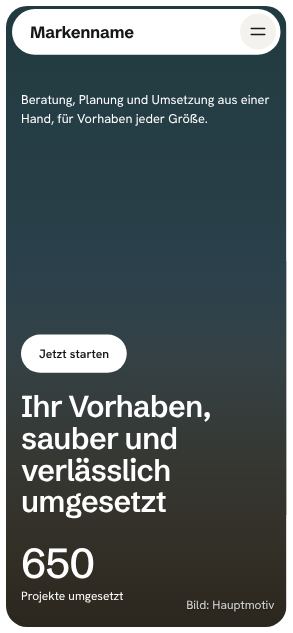 Markenname
Beratung, Planung und Umsetzung aus einer
Hand, für Vorhaben jeder Größe.
Jetzt starten
Ihr Vorhaben,
sauber und
verlässlich
umgesetzt
650
Projekte umgesetzt
Bild: Hauptmotiv